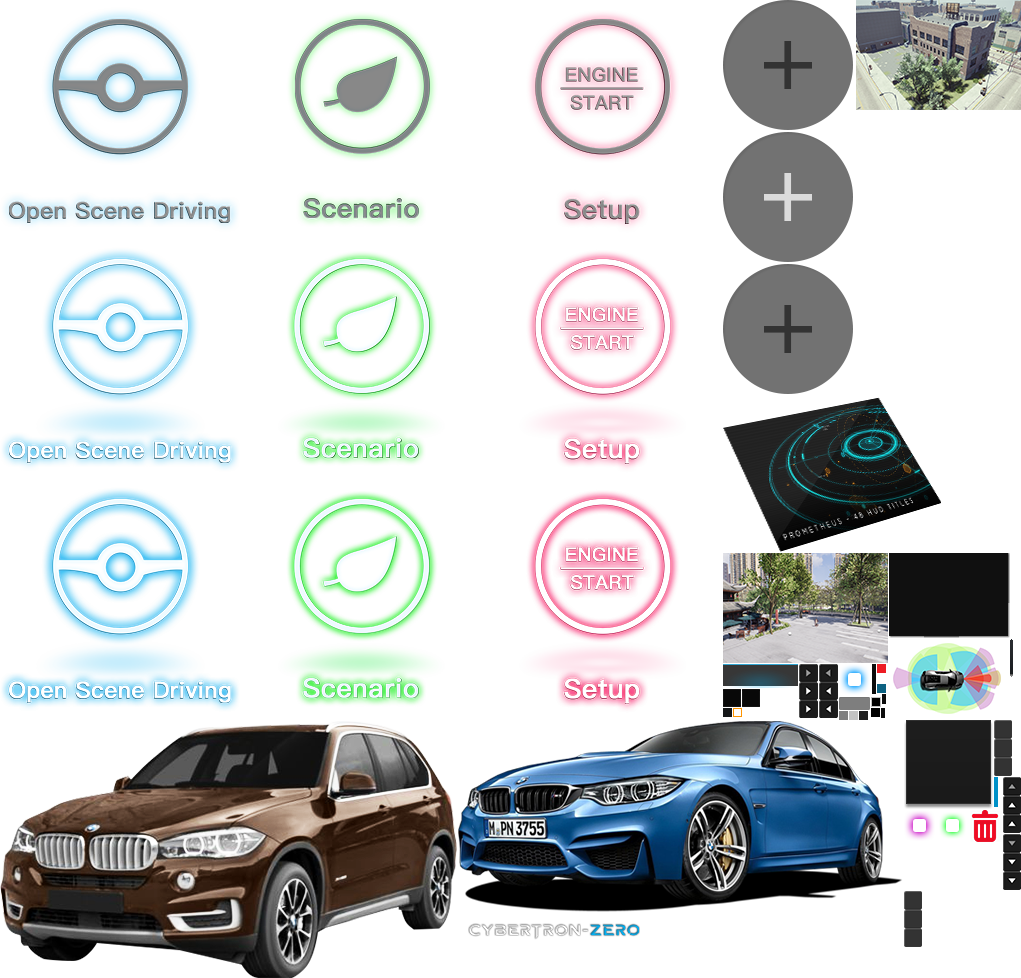 ENGINE
START
Open Scene Driving
Scenario
Setup
ENGINE
START
Open Scene Driving
Scenario
Setup
PROMETHEUS - 48 HUD TITLES
ENGINE
START
Open Scene Driving
Scenario
Setup
M PN 3755
CYBERTRON-ZERO